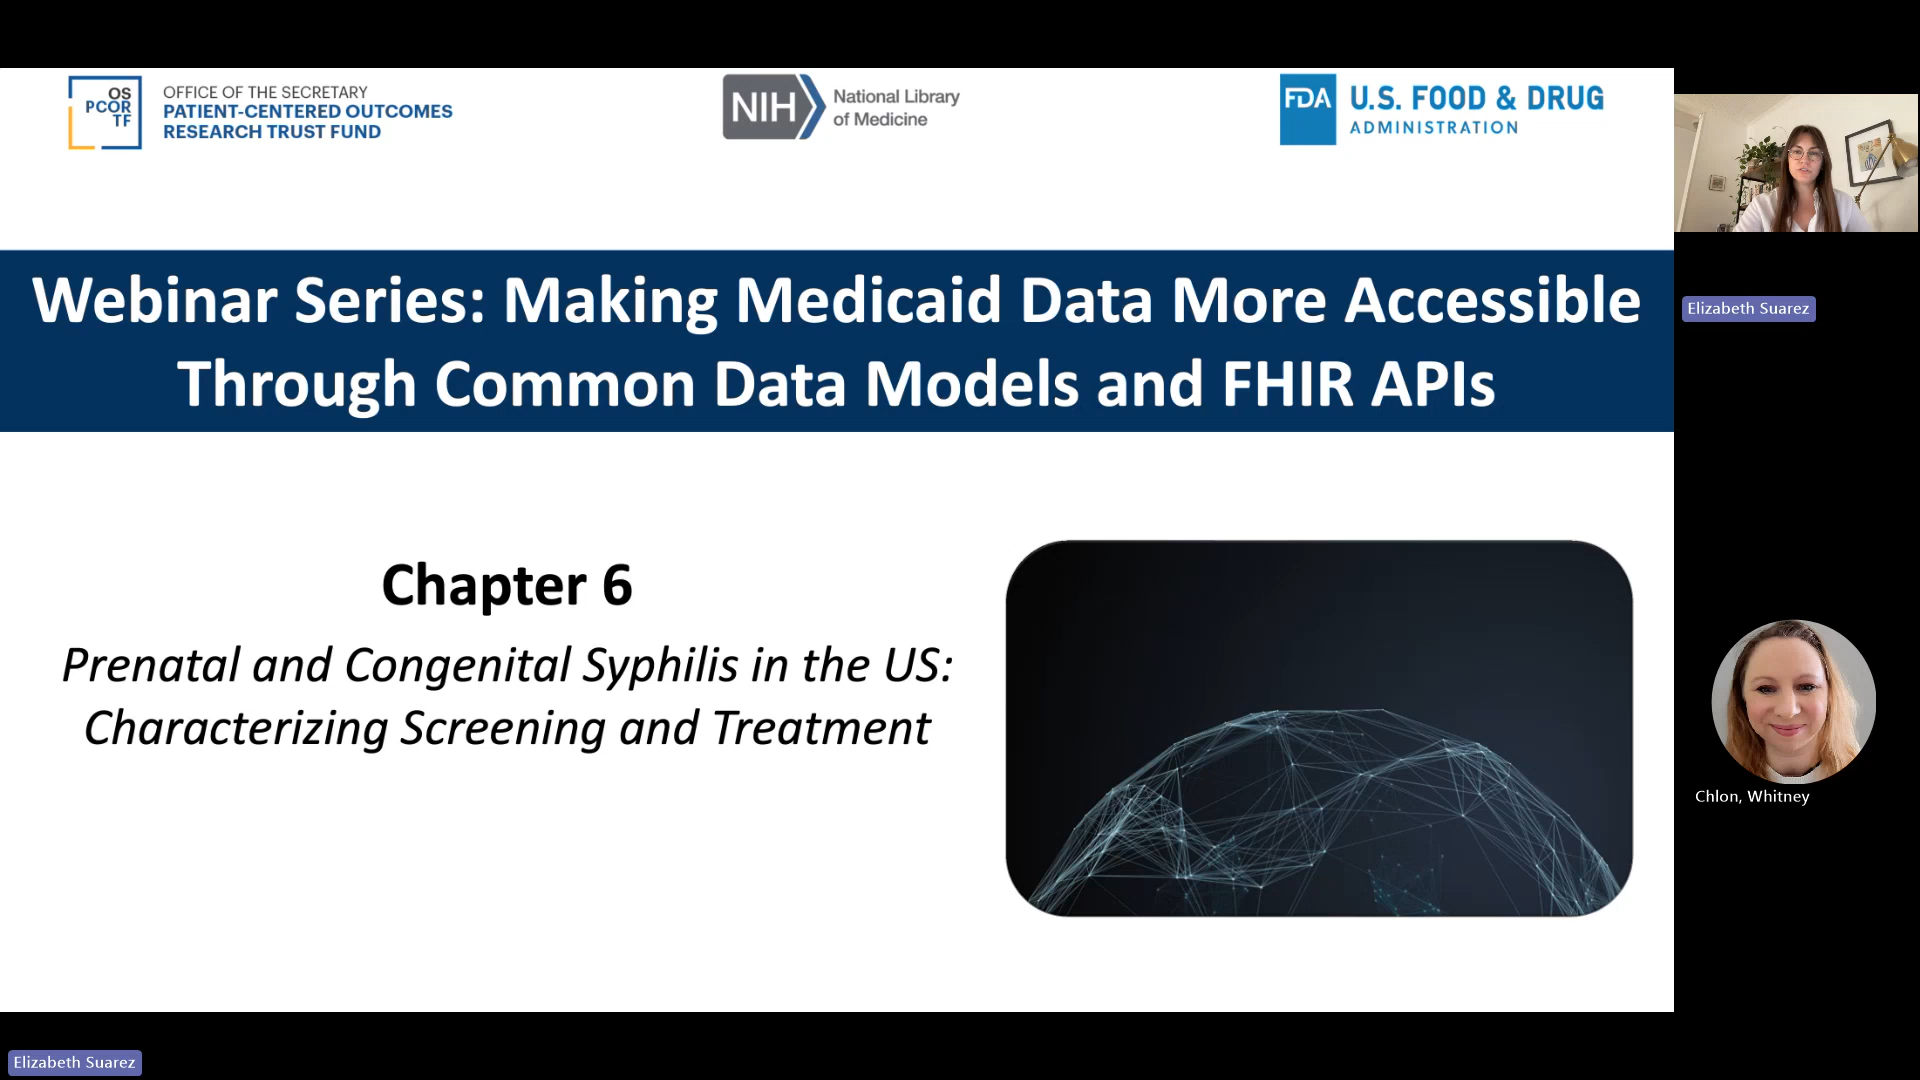 OS
PCOR
TF
OFFICE OF THE SECRETARY
PATIENT-CENTERED OUTCOMES
RESEARCH TRUST FUND
NIH
National Library
of Medicine
FDA
U.S. FOOD & DRUG
ADMINISTRATION
Webinar Series: Making Medicaid Data More Accessible
Through Common Data Models and FHIR APIs
Elizabeth Suarez
Chapter 6
Prenatal and Congenital Syphilis in the US:
Characterizing Screening and Treatment
Chlon, Whitney
Elizabeth Suarez